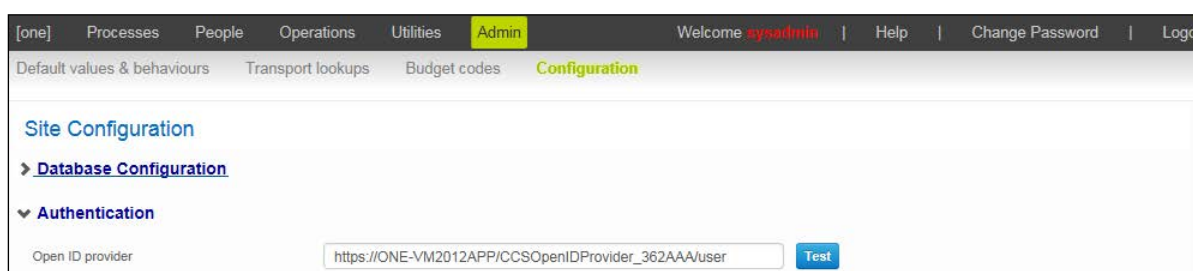 [one] Processes People Operations Utilities Admin Welcome sysadmin | Help | Change Password | Logo
Default values & behaviours Transport lookups Budget codes Configuration
Site Configuration
Database Configuration
Authentication
Open ID provider https://ONE-VM2012APP/CCSOpenIDProvider_362AAA/user Test